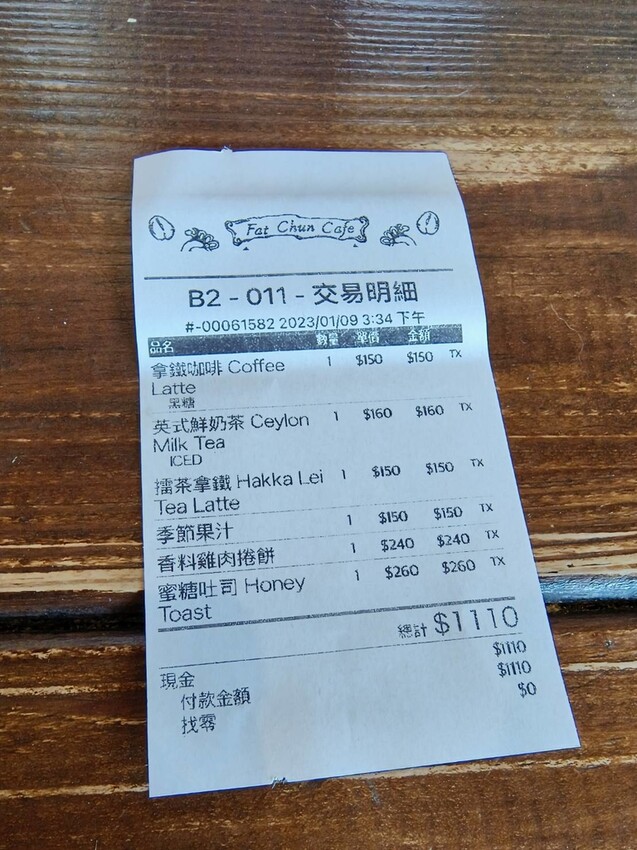 Fat Chun Cafe
B2 - 011 - 交易明細
#-00061582 2023/01/09 3:34 下午
品名 數量 單價 金額
拿鐵咖啡 Coffee 1 $150 $150 TX
Latte
黑糖
英式鮮奶茶 Ceylon 1 $160 $160 TX
Milk Tea
ICED
擂茶拿鐵 Hakka Lei 1 $150 $150 TX
Tea Latte
季節果汁 1 $150 $150 TX
香料雞肉捲餅 1 $240 $240 TX
蜜糖吐司 Honey 1 $260 $260 TX
Toast
總計 $1110
現金 $1110
付款金額 $1110
找零 $0